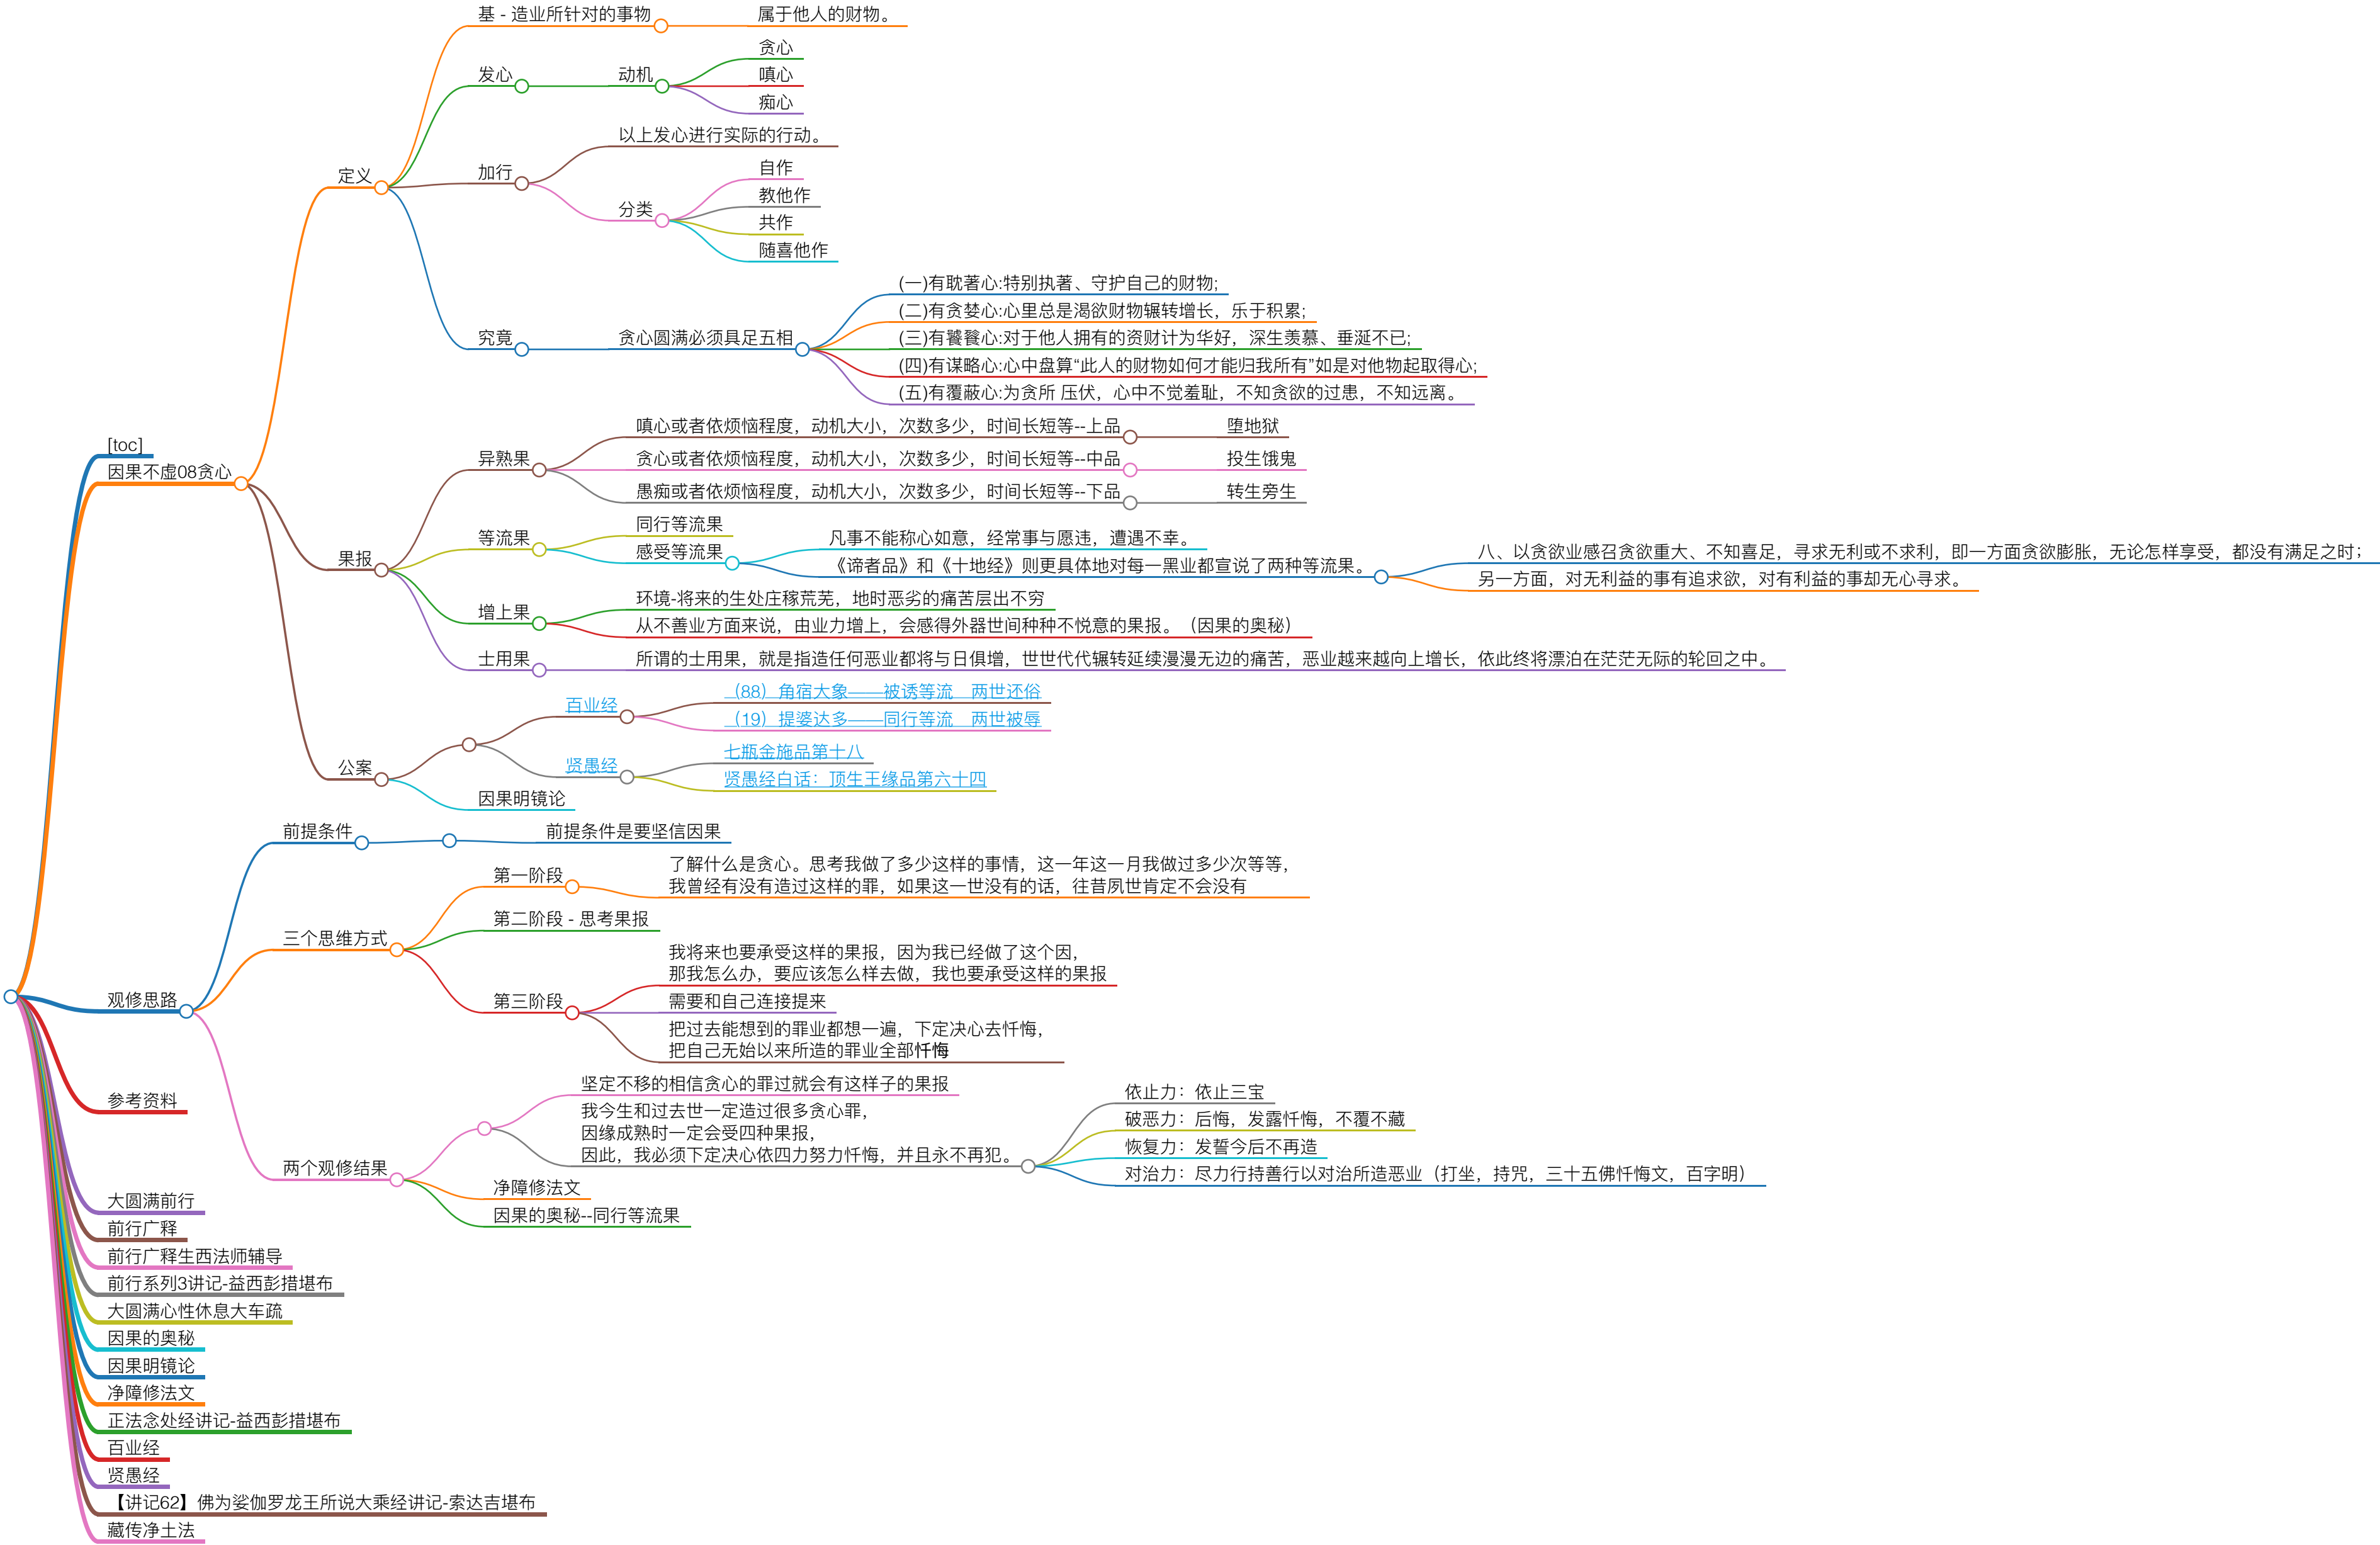 [toc]
因果不虚08贪心
定义
基 - 造业所针对的事物
属于他人的财物。
发心
动机
贪心
嗔心
痴心
加行
以上发心进行实际的行动。
分类
自作
教他作
共作
随喜他作
究竟
贪心圆满必须具足五相
(一)有耽著心:特别执著、守护自己的财物;
(二)有贪婪心:心里总是渴欲财物辗转增长，乐于积累;
(三)有饕餮心:对于他人拥有的资财计为华好，深生羡慕、垂涎不已;
(四)有谋略心:心中盘算“此人的财物如何才能归我所有”如是对他物起取得心;
(五)有覆蔽心:为贪所 压伏，心中不觉羞耻，不知贪欲的过患，不知远离。
果报
异熟果
嗔心或者依烦恼程度，动机大小，次数多少，时间长短等--上品
堕地狱
贪心或者依烦恼程度，动机大小，次数多少，时间长短等--中品
投生饿鬼
愚痴或者依烦恼程度，动机大小，次数多少，时间长短等--下品
转生旁生
等流果
同行等流果
感受等流果
凡事不能称心如意，经常事与愿违，遭遇不幸。
《谛者品》和《十地经》则更具体地对每一黑业都宣说了两种等流果。
八、以贪欲业感召贪欲重大、不知喜足，寻求无利或不求利，即一方面贪欲膨胀，无论怎样享受，都没有满足之时；
另一方面，对无利益的事有追求欲，对有利益的事却无心寻求。
增上果
环境-将来的生处庄稼荒芜，地时恶劣的痛苦层出不穷
从不善业方面来说，由业力增上，会感得外器世间种种不悦意的果报。（因果的奥秘）
士用果
所谓的士用果，就是指造任何恶业都将与日俱增，世世代代辗转延续漫漫无边的痛苦，恶业越来越向上增长，依此终将漂泊在茫茫无际的轮回之中。
公案
百业经
（88）角宿大象——被诱等流　两世还俗
（19）提婆达多——同行等流　两世被辱
贤愚经
七瓶金施品第十八
贤愚经白话：顶生王缘品第六十四
因果明镜论
观修思路
前提条件
前提条件是要坚信因果
三个思维方式
第一阶段
了解什么是贪心。思考我做了多少这样的事情，这一年这一月我做过多少次等等，
我曾经有没有造过这样的罪，如果这一世没有的话，往昔夙世肯定不会没有
第二阶段 - 思考果报
第三阶段
我将来也要承受这样的果报，因为我已经做了这个因，
那我怎么办，要应该怎么样去做，我也要承受这样的果报
需要和自己连接提来
把过去能想到的罪业都想一遍，下定决心去忏悔，
把自己无始以来所造的罪业全部忏悔
两个观修结果
坚定不移的相信贪心的罪过就会有这样子的果报
我今生和过去世一定造过很多贪心罪，
因缘成熟时一定会受四种果报，
因此，我必须下定决心依四力努力忏悔，并且永不再犯。
依止力：依止三宝
破恶力：后悔，发露忏悔，不覆不藏
恢复力：发誓今后不再造
对治力：尽力行持善行以对治所造恶业（打坐，持咒，三十五佛忏悔文，百字明）
净障修法文
因果的奥秘--同行等流果
参考资料
大圆满前行
前行广释
前行广释生西法师辅导
前行系列3讲记-益西彭措堪布
大圆满心性休息大车疏
因果的奥秘
因果明镜论
净障修法文
正法念处经讲记-益西彭措堪布
百业经
贤愚经
【讲记62】佛为娑伽罗龙王所说大乘经讲记-索达吉堪布
藏传净土法